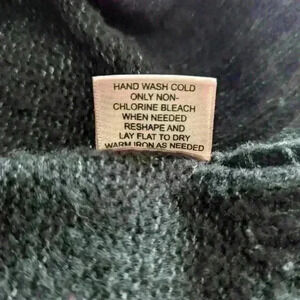 HAND WASH COLD
ONLY NON-
CHLORINE BLEACH
WHEN NEEDED
RESHAPE AND
LAY FLAT TO DRY
WARM IRON AS NEEDED